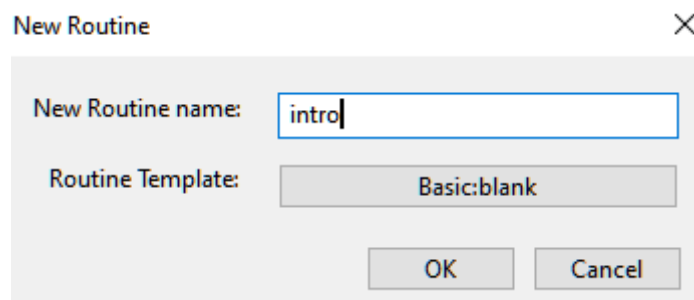 New Routine
New Routine name: intro
Routine Template: Basic:blank
OK Cancel